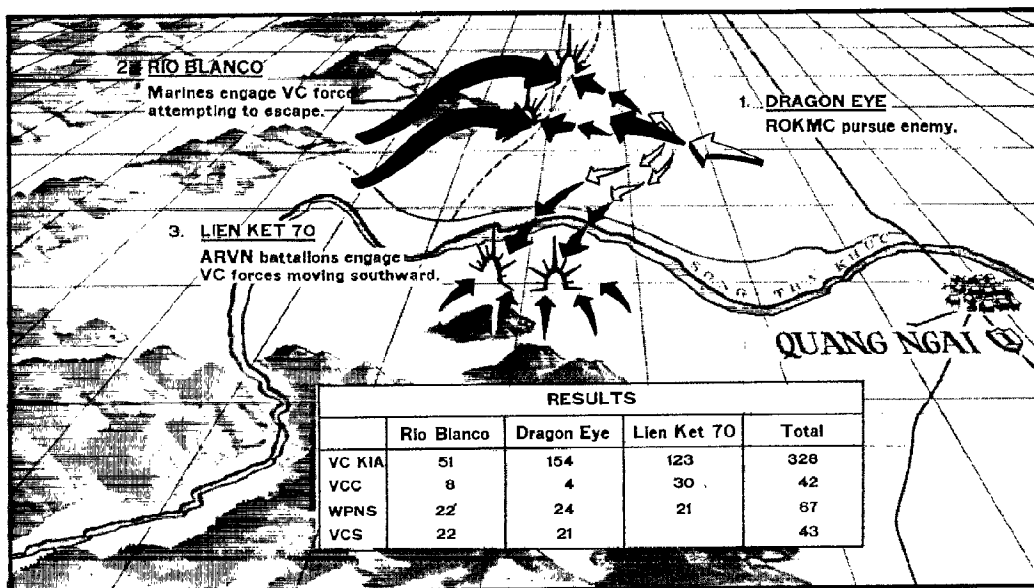 2. RIO BLANCO
Marines engage VC force
attempting to escape.
1. DRAGON EYE
ROKMC pursue enemy.
3. LIEN KET 70
ARVN battalions engage
VC forces moving southward.
SONG TRA KHUC
QUANG NGAI
RESULTS
Rio Blanco Dragon Eye Lien Ket 70 Total
VC KIA 51 154 123 328
VCC 8 4 30 42
WPNS 22 24 21 67
VCS 22 21 43